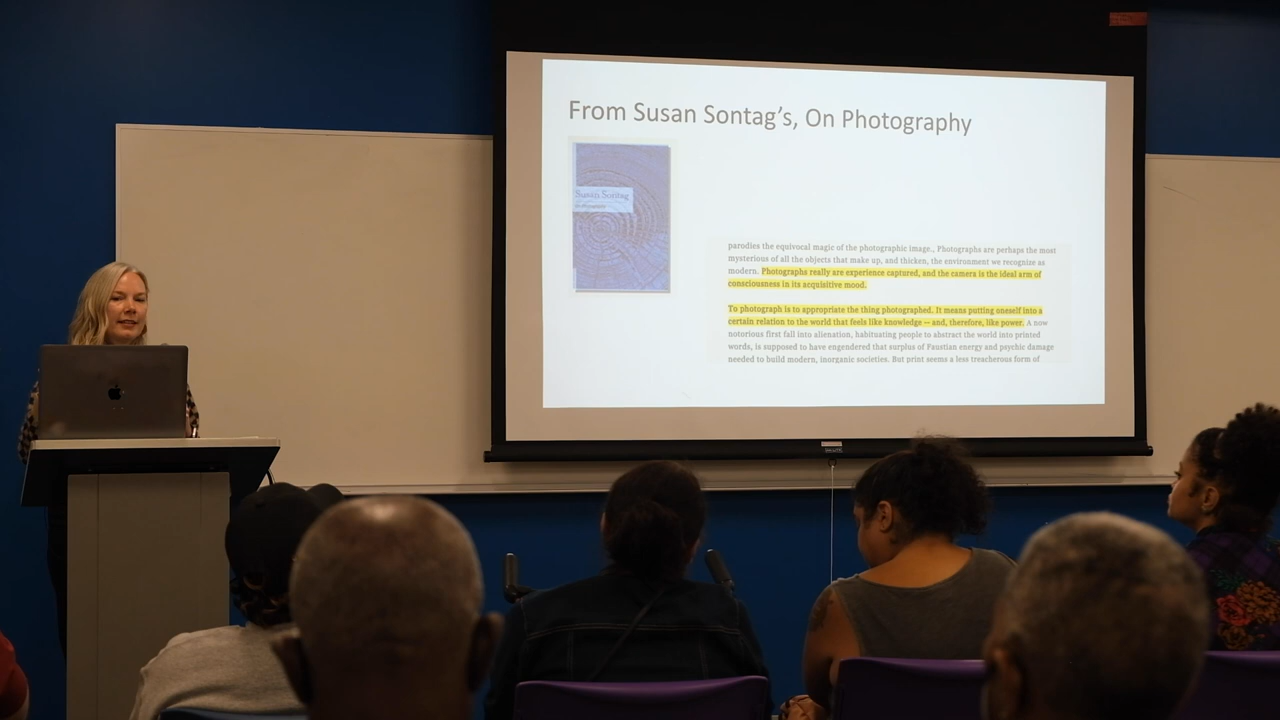 From Susan Sontag's, On Photography
Susan Sontag
parodies the equivocal magic of the photographic image., Photographs are perhaps the most
mysterious of all the objects that make up, and thicken, the environment we recognize as
modern. Photographs really are experience captured, and the camera is the ideal arm of
consciousness in its acquisitive mood.
To photograph is to appropriate the thing photographed. It means putting oneself into a
certain relation to the world that feels like knowledge — and, therefore, like power. A now
notorious first fall into alienation, habituating people to abstract the world into printed
words, is supposed to have engendered that surplus of Faustian energy and psychic damage
needed to build modern, inorganic societies. But print seems a less treacherous form of